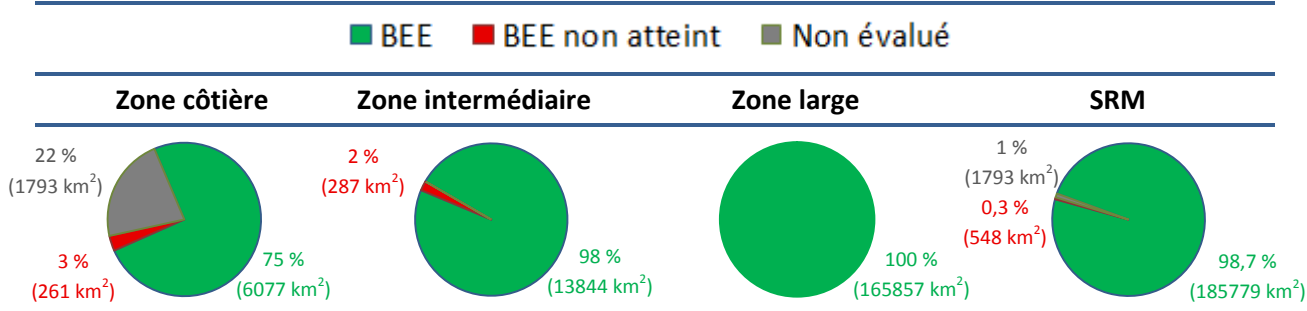 BEE BEE non atteint Non évalué
Zone côtière Zone intermédiaire Zone large SRM
22 %
(1793 km²)
3 %
(261 km²)
75 %
(6077 km²)
2 %
(287 km²)
98 %
(13844 km²)
100 %
(165857 km²)
1 %
(1793 km²)
0,3 %
(548 km²)
98,7 %
(185779 km²)